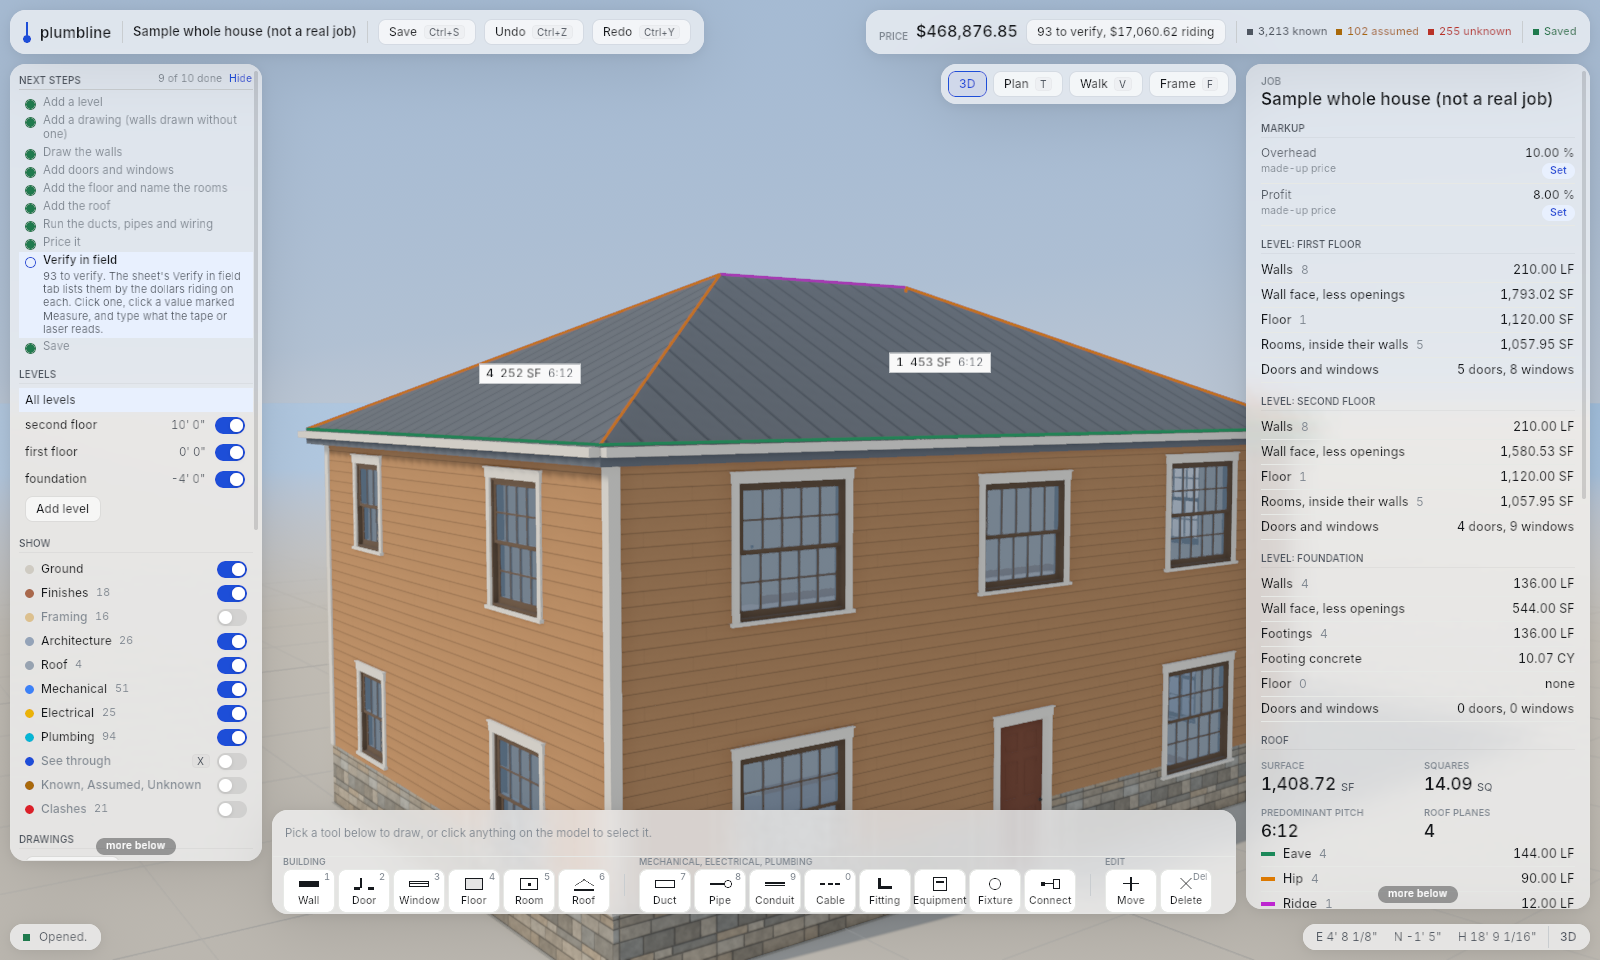 plumbline
Sample whole house (not a real job)
Save Ctrl+S
Undo Ctrl+Z
Redo Ctrl+Y
PRICE $468,876.85
93 to verify, $17,060.62 riding
3,213 known
102 assumed
255 unknown
Saved
NEXT STEPS 9 of 10 done Hide
Add a level
Add a drawing (walls drawn without
one)
Draw the walls
Add doors and windows
Add the floor and name the rooms
Add the roof
Run the ducts, pipes and wiring
Price it
Verify in field
93 to verify. The sheet's Verify in field
tab lists them by the dollars riding on
each. Click one, click a value marked
Measure, and type what the tape or
laser reads.
Save
LEVELS
All levels
second floor 10' 0"
first floor 0' 0"
foundation -4' 0"
Add level
SHOW
Ground
Finishes 18
Framing 16
Architecture 26
Roof 4
Mechanical 51
Electrical 25
Plumbing 94
See through X
Known, Assumed, Unknown
Clashes 21
DRAWINGS
more below
Opened.
3D
Plan T
Walk V
Frame F
4 252 SF 6:12
1 453 SF 6:12
Pick a tool below to draw, or click anything on the model to select it.
BUILDING
Wall 1
Door 2
Window 3
Floor 4
Room 5
Roof 6
MECHANICAL, ELECTRICAL, PLUMBING
Duct 7
Pipe 8
Conduit 9
Cable 0
Fitting
Equipment
Fixture
Connect
EDIT
Move
Delete Del
JOB
Sample whole house (not a real job)
MARKUP
Overhead 10.00 %
made-up price Set
Profit 8.00 %
made-up price Set
LEVEL: FIRST FLOOR
Walls 8 210.00 LF
Wall face, less openings 1,793.02 SF
Floor 1 1,120.00 SF
Rooms, inside their walls 5 1,057.95 SF
Doors and windows 5 doors, 8 windows
LEVEL: SECOND FLOOR
Walls 8 210.00 LF
Wall face, less openings 1,580.53 SF
Floor 1 1,120.00 SF
Rooms, inside their walls 5 1,057.95 SF
Doors and windows 4 doors, 9 windows
LEVEL: FOUNDATION
Walls 4 136.00 LF
Wall face, less openings 544.00 SF
Footings 4 136.00 LF
Footing concrete 10.07 CY
Floor 0 none
Doors and windows 0 doors, 0 windows
ROOF
SURFACE SQUARES
1,408.72 SF 14.09 SQ
PREDOMINANT PITCH ROOF PLANES
6:12 4
Eave 4 144.00 LF
Hip 4 90.00 LF
more below
Ridge 1 12.00 LF
E 4' 8 1/8" N -1' 5" H 18' 9 1/16" 3D